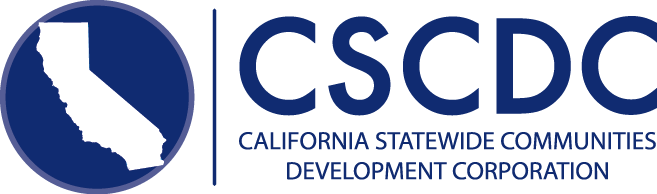 CSCDC
CALIFORNIA STATEWIDE COMMUNITIES
DEVELOPMENT CORPORATION